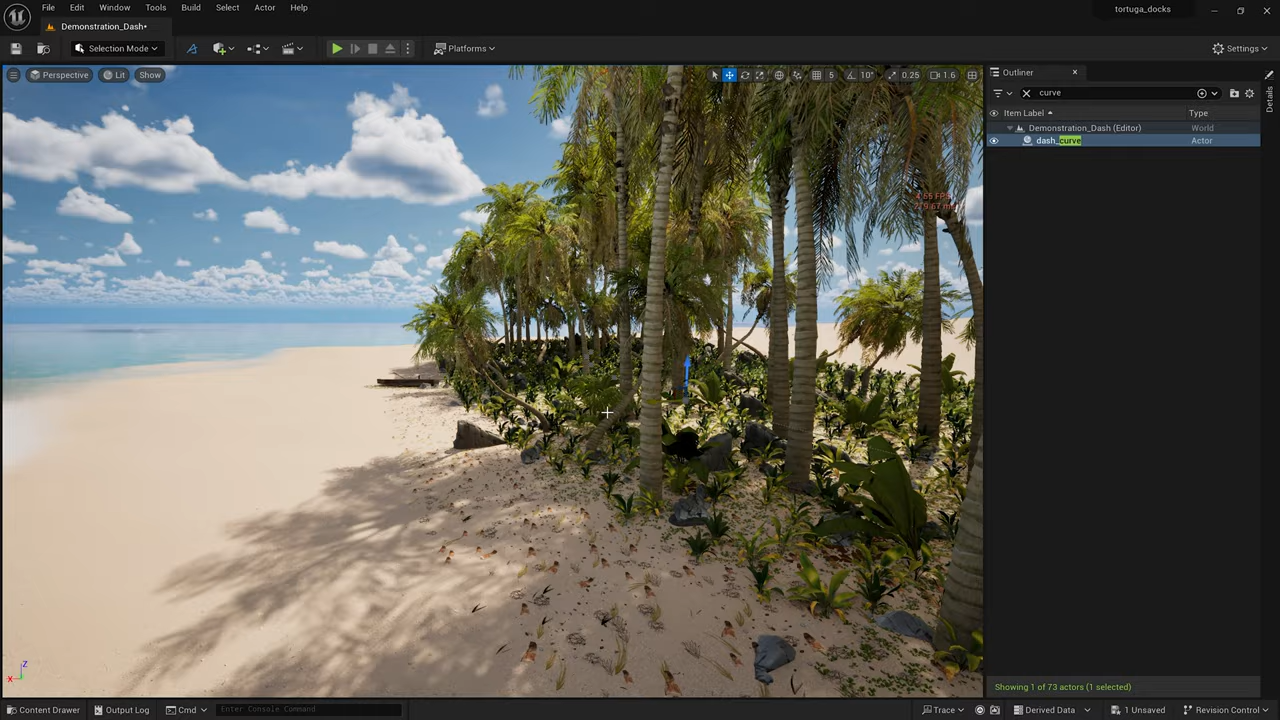 File Edit Window Tools Build Select Actor Help
tortuga_docks
Demonstration_Dash•
Selection Mode
Platforms
Settings
Perspective
Lit
Show
5
10°
0.25
1.6
Outliner
curve
Item Label
Type
Demonstration_Dash (Editor)
World
dash_curve
Actor
Details
Showing 1 of 73 actors (1 selected)
Z
X
Content Drawer
Output Log
Cmd
Enter Console Command
Trace
Derived Data
1 Unsaved
Revision Control